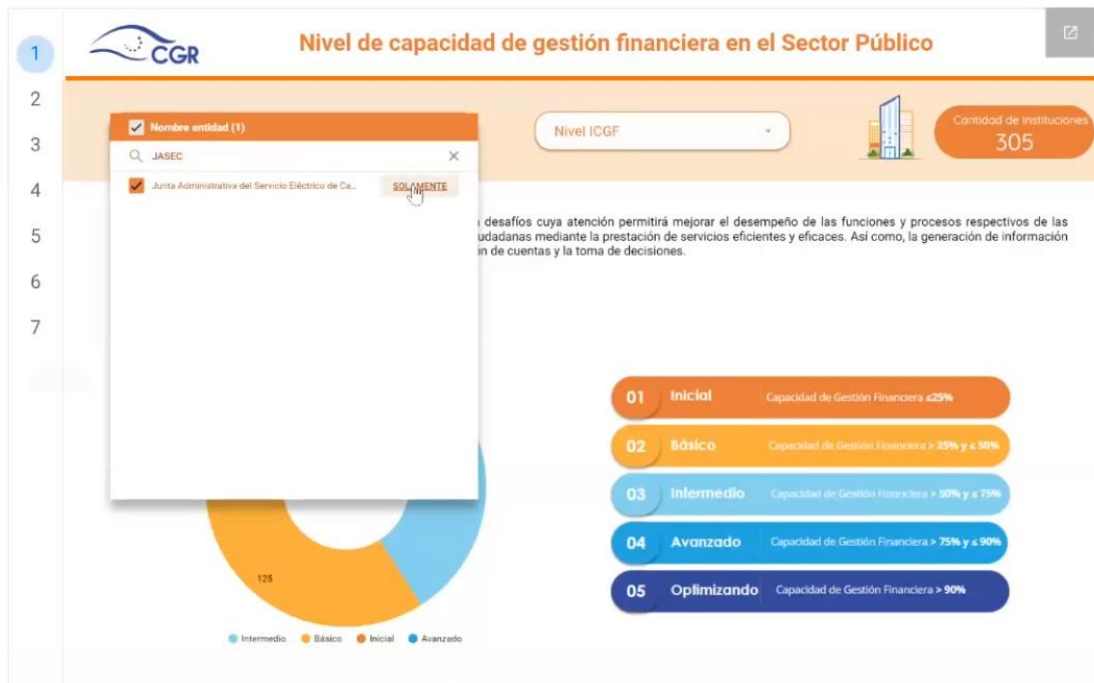 1
2
3
4
5
6
7
CGR
Nivel de capacidad de gestión financiera en el Sector Público
Nombre entidad (1)
JASEC
Junta Administrativa del Servicio Eléctrico de Ca...
SOLAMENTE
Nivel ICGF
Cantidad de Instituciones
305
desafíos cuya atención permitirá mejorar el desempeño de las funciones y procesos respectivos de las
udadanas mediante la prestación de servicios eficientes y eficaces. Así como, la generación de información
ón de cuentas y la toma de decisiones.
01 Inicial Capacidad de Gestión Financiera ≤25%
02 Básico Capacidad de Gestión Financiera > 25% y ≤ 50%
03 Intermedio Capacidad de Gestión Financiera > 50% y ≤ 75%
04 Avanzado Capacidad de Gestión Financiera > 75% y ≤ 90%
05 Optimizando Capacidad de Gestión Financiera > 90%
125
Intermedio Básico Inicial Avanzado